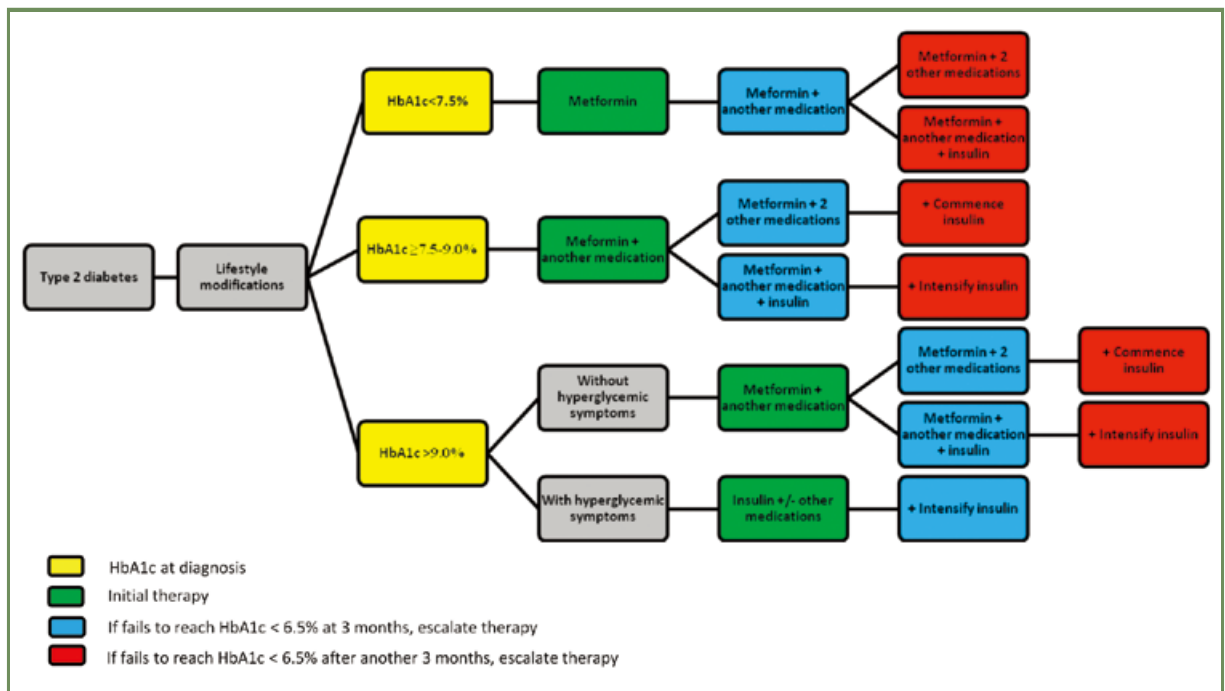 Type 2 diabetes
Lifestyle
modifications
HbA1c<7.5%
Metformin
Meformin +
another medication
Metformin + 2
other medications
Metformin +
another medication
+ insulin
HbA1c≥7.5-9.0%
Meformin +
another medication
Metformin + 2
other medications
+ Commence
insulin
Metformin +
another medication
+ insulin
+ Intensify insulin
HbA1c >9.0%
Without
hyperglycemic
symptoms
Metformin +
another medication
Metformin + 2
other medications
+ Commence
insulin
Metformin +
another medication
+ insulin
+ Intensify insulin
With hyperglycemic
symptoms
Insulin +/- other
medications
+ Intensify insulin
HbA1c at diagnosis
Initial therapy
If fails to reach HbA1c < 6.5% at 3 months, escalate therapy
If fails to reach HbA1c < 6.5% after another 3 months, escalate therapy